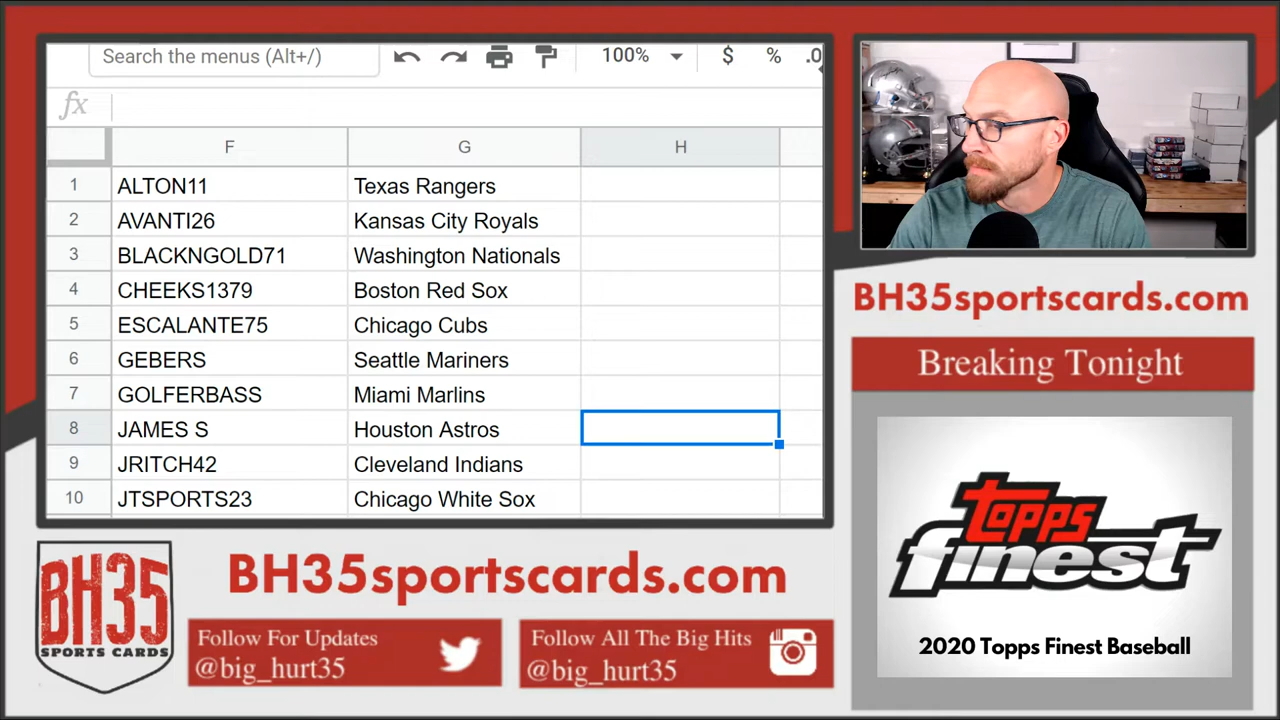 Search the menus (Alt+/)
100%
$
%
.0
fx
F
G
H
1 ALTON11 Texas Rangers
2 AVANTI26 Kansas City Royals
3 BLACKNGOLD71 Washington Nationals
4 CHEEKS1379 Boston Red Sox
5 ESCALANTE75 Chicago Cubs
6 GEBERS Seattle Mariners
7 GOLFERBASS Miami Marlins
8 JAMES S Houston Astros
9 JRITCH42 Cleveland Indians
10 JTSPORTS23 Chicago White Sox
BH35sportscards.com
Breaking Tonight
topps
finest
2020 Topps Finest Baseball
BH35
SPORTS CARDS
BH35sportscards.com
Follow For Updates
@big_hurt35
Follow All The Big Hits
@big_hurt35